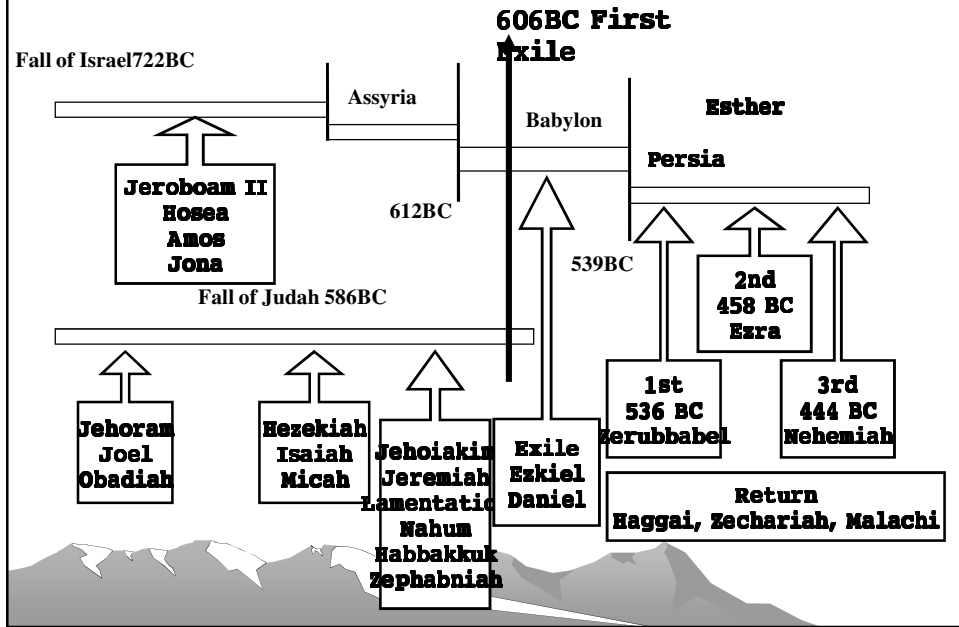 606BC First
Exile
Fall of Israel722BC
Assyria
Babylon
Esther
Persia
Jeroboam II
Hosea
Amos
Jona
612BC
539BC
2nd
458 BC
Ezra
Fall of Judah 586BC
1st
536 BC
Zerubbabel
3rd
444 BC
Nehemiah
Jehoram
Joel
Obadiah
Hezekiah
Isaiah
Micah
Jehoiakim
Jeremiah
Lamentatic
Nahum
Habbakkuk
Zephabniah
Exile
Ezkiel
Daniel
Return
Haggai, Zechariah, Malachi